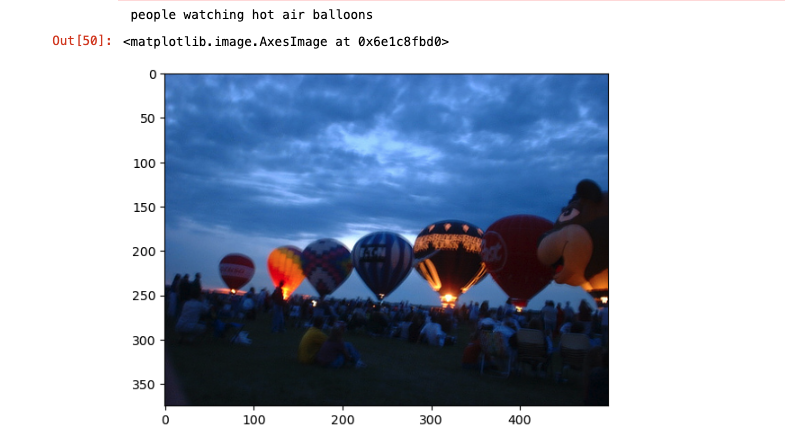 people watching hot air balloons
Out[50]: <matplotlib.image.AxesImage at 0x6e1c8fbd0>
0
50
100
150
200
250
300
350
0 100 200 300 400